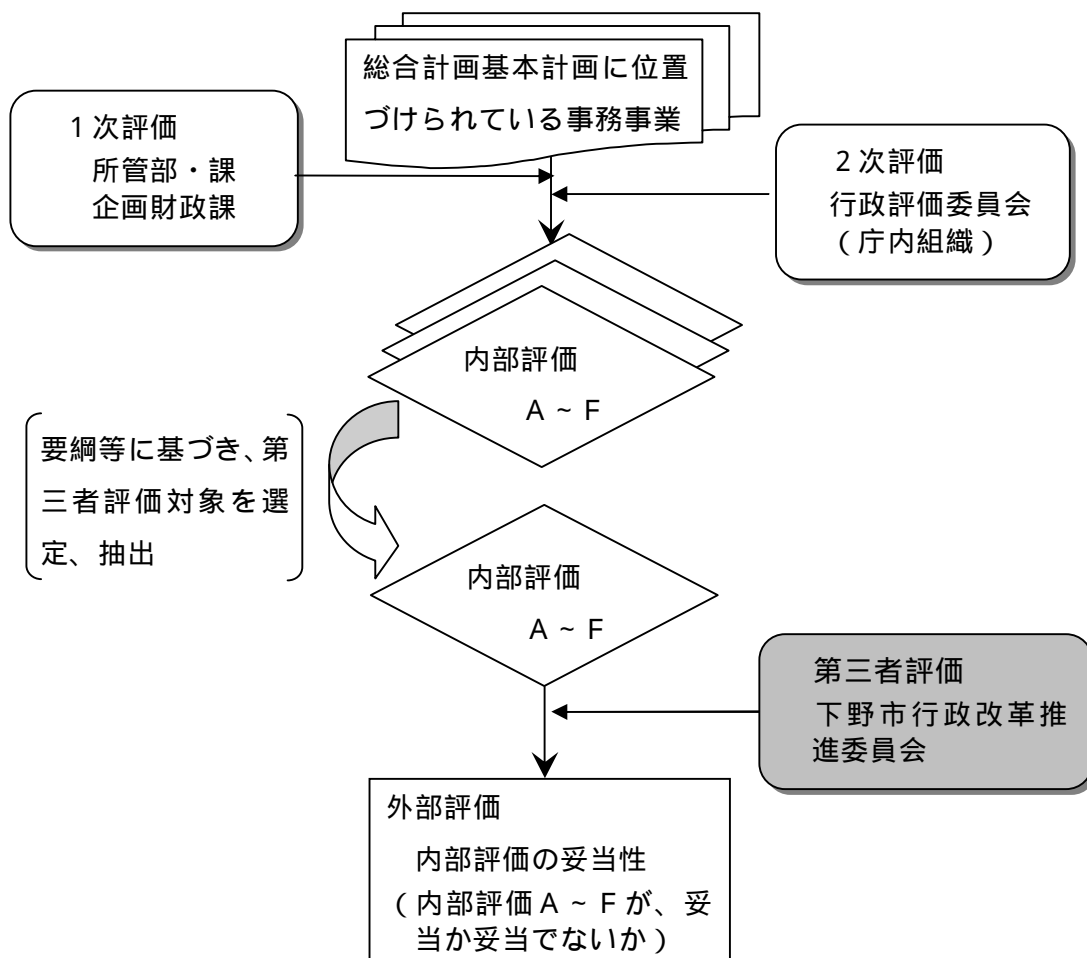 総合計画基本計画に位置
づけられている事務事業
1次評価
所管部・課
企画財政課
2次評価
行政評価委員会
（庁内組織）
内部評価
A～F
要綱等に基づき、第
三者評価対象を選
定、抽出
内部評価
A～F
第三者評価
下野市行政改革推
進委員会
外部評価
内部評価の妥当性
（内部評価A～Fが、妥
当か妥当でないか）